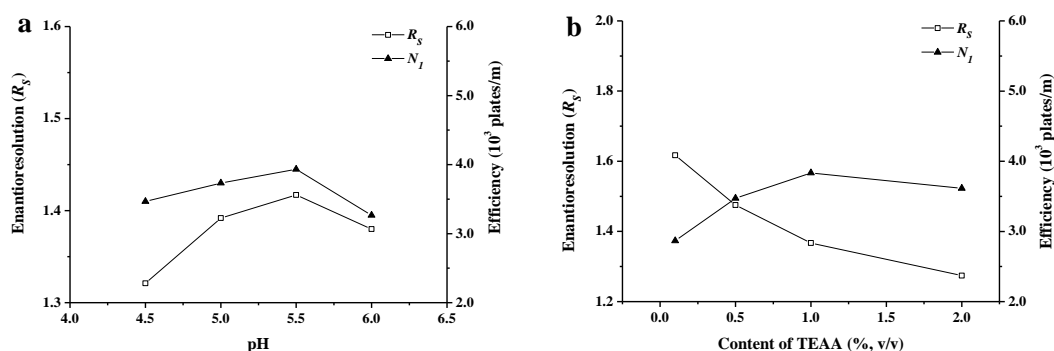 a
1.6
1.5
1.4
1.3
Enantioresolution (Rs)
6.0
5.0
4.0
3.0
2.0
Efficiency (10³ plates/m)
Rs
N1
4.0 4.5 5.0 5.5 6.0 6.5
pH
b
2.0
1.8
1.6
1.4
1.2
Enantioresolution (Rs)
6.0
5.0
4.0
3.0
2.0
Efficiency (10³ plates/m)
Rs
N1
0.0 0.5 1.0 1.5 2.0
Content of TEAA (%, v/v)